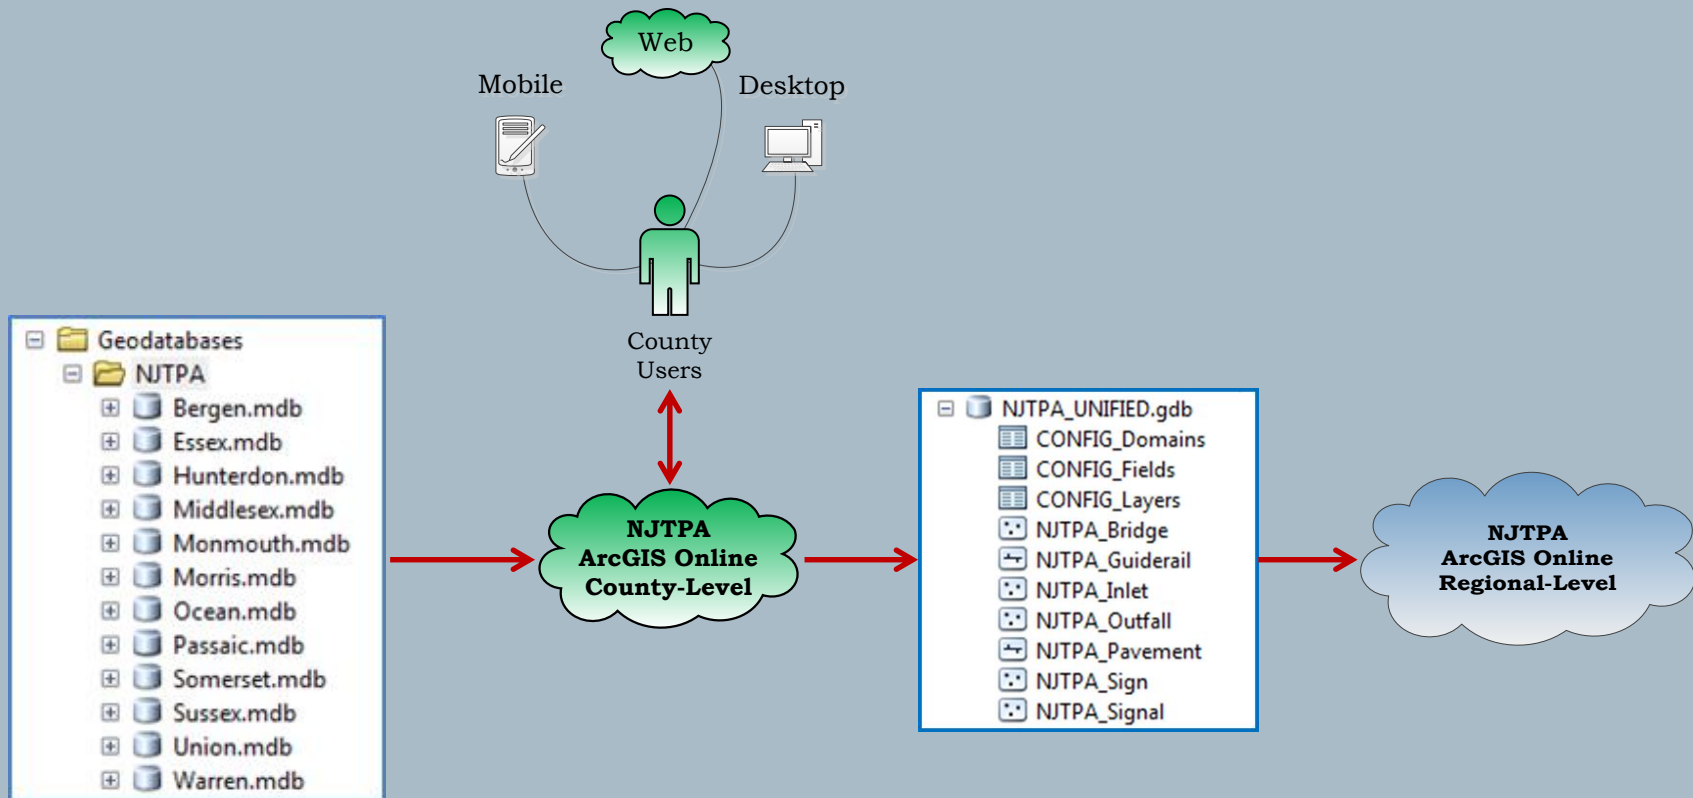 Web
Mobile
Desktop
County
Users
Geodatabases
NJTPA
Bergen.mdb
Essex.mdb
Hunterdon.mdb
Middlesex.mdb
Monmouth.mdb
Morris.mdb
Ocean.mdb
Passaic.mdb
Somerset.mdb
Sussex.mdb
Union.mdb
Warren.mdb
NJTPA
ArcGIS Online
County-Level
NJTPA_UNIFIED.gdb
CONFIG_Domains
CONFIG_Fields
CONFIG_Layers
NJTPA_Bridge
NJTPA_Guiderail
NJTPA_Inlet
NJTPA_Outfall
NJTPA_Pavement
NJTPA_Sign
NJTPA_Signal
NJTPA
ArcGIS Online
Regional-Level